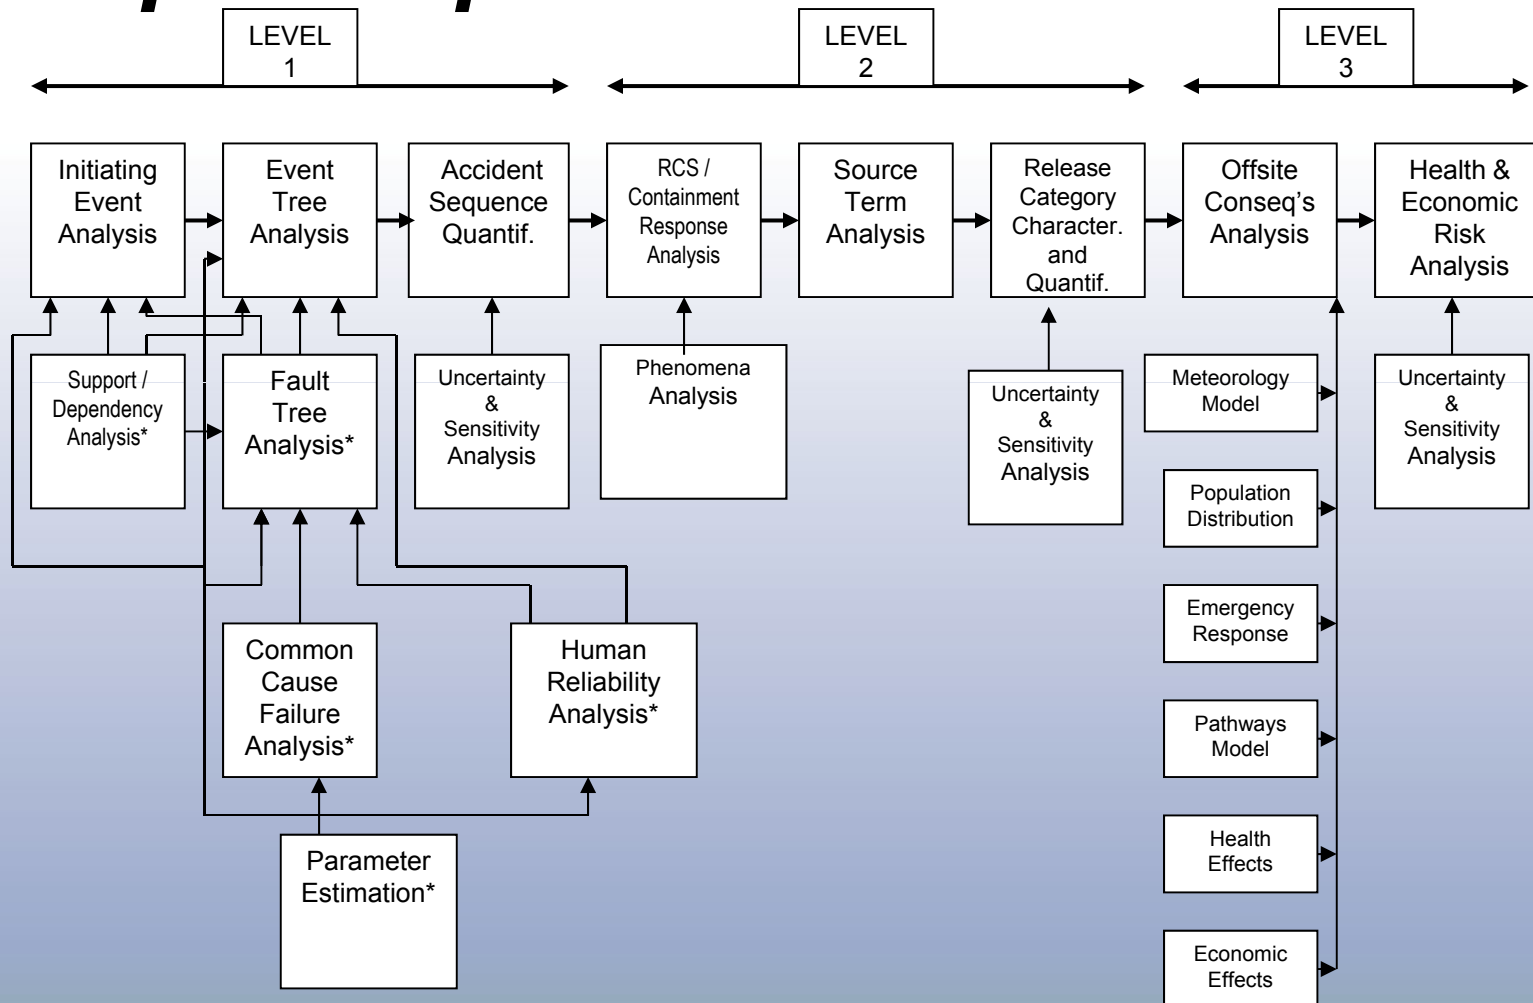 LEVEL
1
LEVEL
2
LEVEL
3
Initiating
Event
Analysis
Event
Tree
Analysis
Accident
Sequence
Quantif.
RCS /
Containment
Response
Analysis
Source
Term
Analysis
Release
Category
Character.
and
Quantif.
Offsite
Conseq's
Analysis
Health &
Economic
Risk
Analysis
Support /
Dependency
Analysis*
Fault
Tree
Analysis*
Uncertainty
&
Sensitivity
Analysis
Phenomena
Analysis
Uncertainty
&
Sensitivity
Analysis
Meteorology
Model
Uncertainty
&
Sensitivity
Analysis
Population
Distribution
Emergency
Response
Common
Cause
Failure
Analysis*
Human
Reliability
Analysis*
Pathways
Model
Parameter
Estimation*
Health
Effects
Economic
Effects